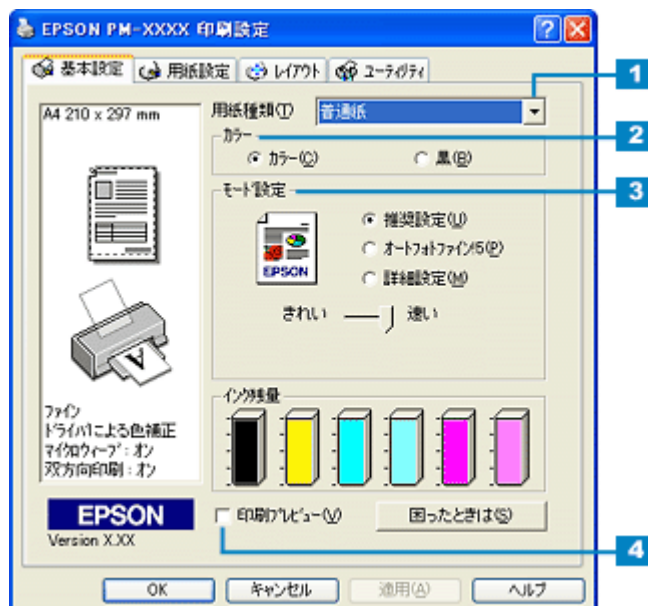 EPSON PM-XXXX 印刷設定
基本設定 用紙設定 レイアウト ユーティリティ
1
A4 210 x 297 mm
用紙種類(T) 普通紙
カラー
2
カラー(C) 黒(B)
モード設定
3
推奨設定(U)
オートフォトファイン!5(P)
詳細設定(M)
EPSON
きれい 速い
A
ファイン
ドライバによる色補正
マイクロウィーブ:オン
双方向印刷:オン
インク残量
EPSON
Version X.XX
印刷プレビュー(V) 困ったときは(S)
4
OK キャンセル 適用(A) ヘルプ